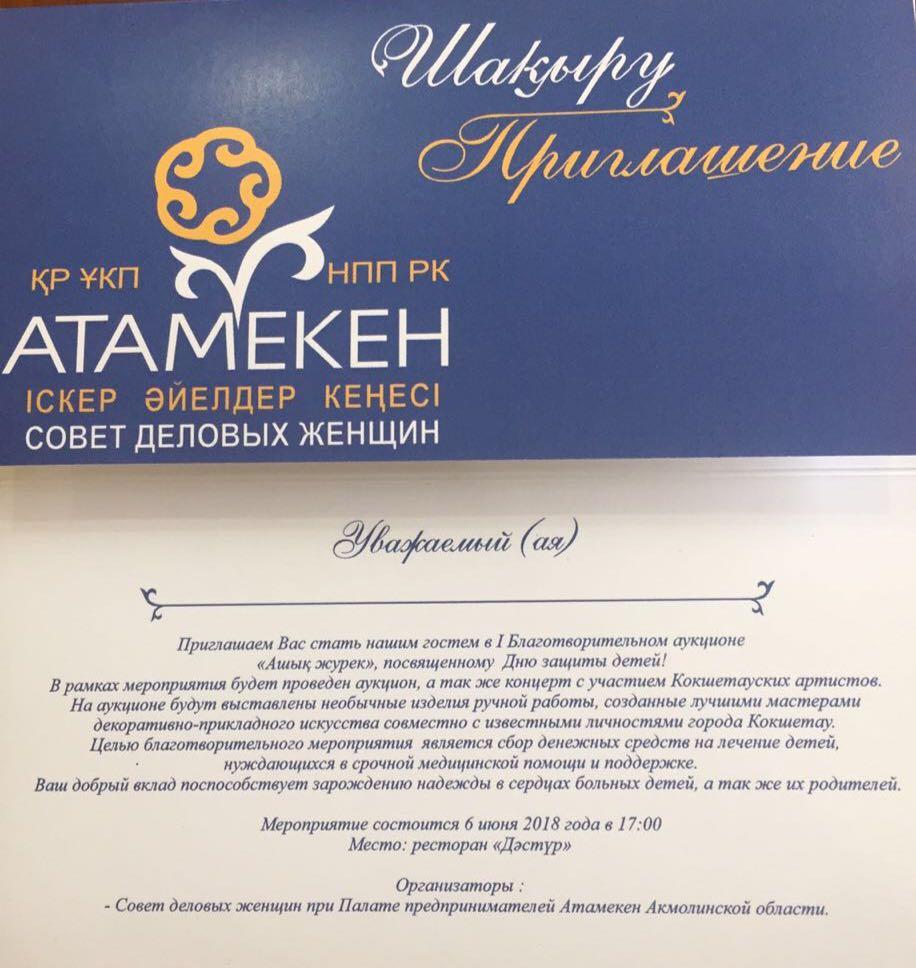 Шақыру
Приглашение
ҚР ҰКП
НПП РК
АТАМЕКЕН
ІСКЕР ӘЙЕЛДЕР КЕҢЕСІ
СОВЕТ ДЕЛОВЫХ ЖЕНЩИН
Уважаемый (ая)
Приглашаем Вас стать нашим гостем в I Благотворительном аукционе
«Ашық журек», посвященному Дню защиты детей!
В рамках мероприятия будет проведен аукцион, а так же концерт с участием Кокшетауских артистов.
На аукционе будут выставлены необычные изделия ручной работы, созданные лучшими мастерами
декоративно-прикладного искусства совместно с известными личностями города Кокшетау.
Целью благотворительного мероприятия является сбор денежных средств на лечение детей,
нуждающихся в срочной медицинской помощи и поддержке.
Ваш добрый вклад поспособствует зарождению надежды в сердцах больных детей, а так же их родителей.
Мероприятие состоится 6 июня 2018 года в 17:00
Место: ресторан «Дәстүр»
Организаторы :
- Совет деловых женщин при Палате предпринимателей Атамекен Акмолинской области.